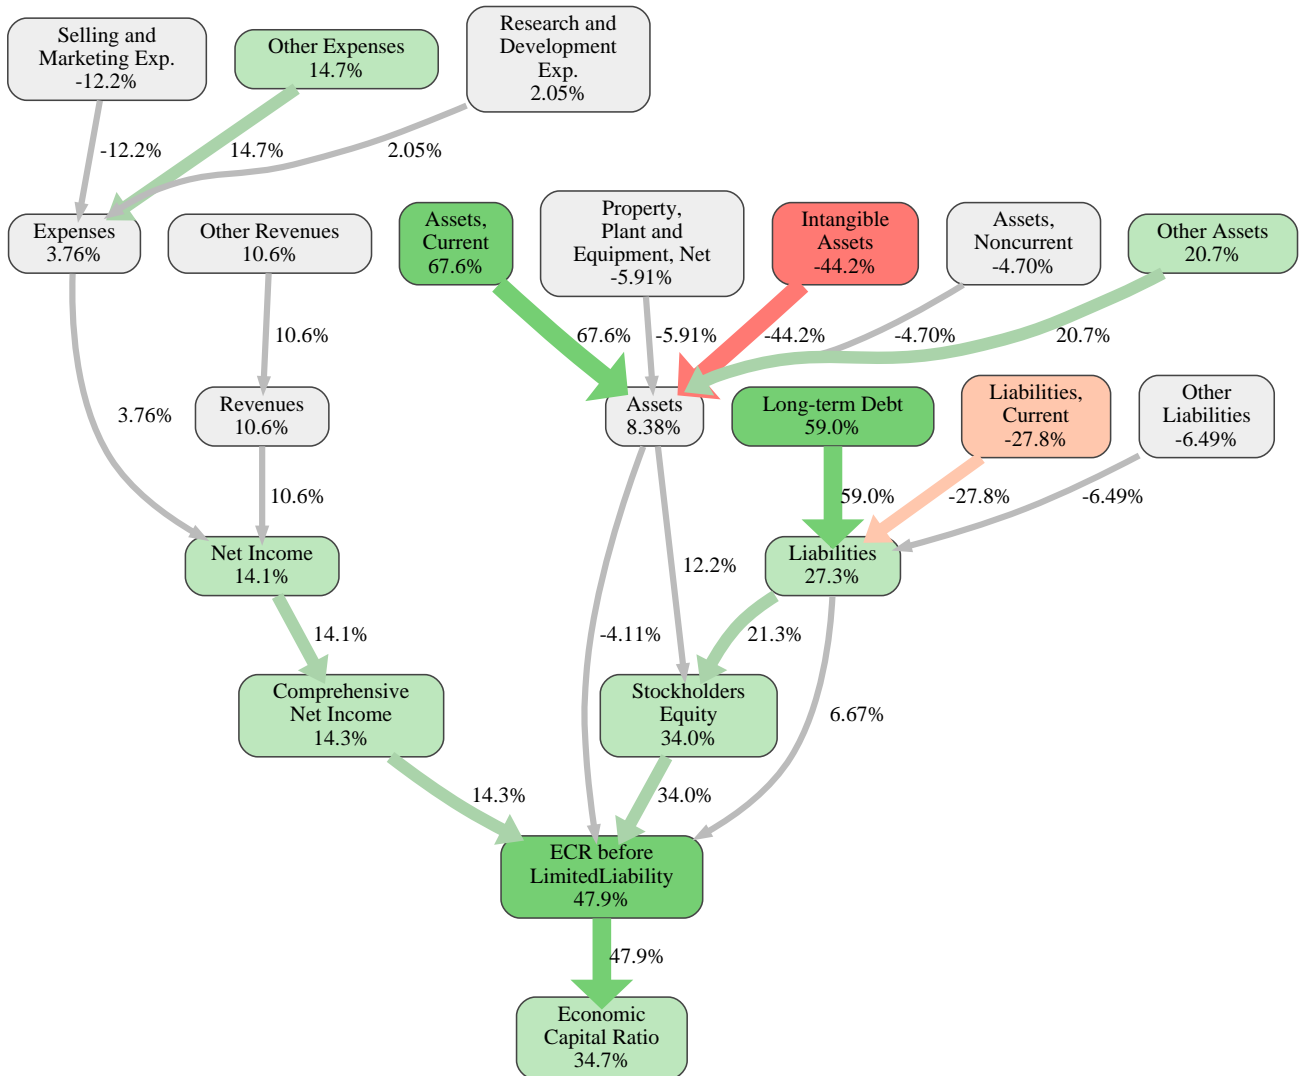 Selling and
Marketing Exp.
-12.2%
Other Expenses
14.7%
Research and
Development
Exp.
2.05%
-12.2%
14.7%
2.05%
Expenses
3.76%
Other Revenues
10.6%
Assets,
Current
67.6%
Property,
Plant and
Equipment, Net
-5.91%
Intangible
Assets
-44.2%
Assets,
Noncurrent
-4.70%
Other Assets
20.7%
10.6%
67.6%
-5.91%
-44.2%
-4.70%
20.7%
3.76%
Revenues
10.6%
Assets
8.38%
Long-term Debt
59.0%
Liabilities,
Current
-27.8%
Other
Liabilities
-6.49%
10.6%
59.0%
-27.8%
-6.49%
Net Income
14.1%
12.2%
Liabilities
27.3%
14.1%
-4.11%
21.3%
Comprehensive
Net Income
14.3%
Stockholders
Equity
34.0%
6.67%
14.3%
34.0%
ECR before
LimitedLiability
47.9%
47.9%
Economic
Capital Ratio
34.7%